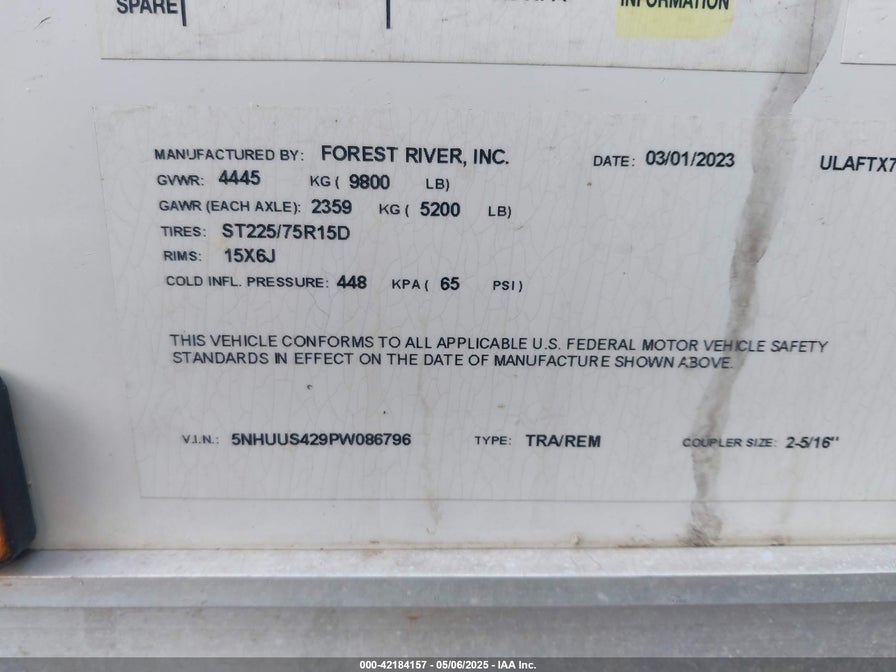 SPARE
INFORMATION
MANUFACTURED BY: FOREST RIVER, INC. DATE: 03/01/2023 ULAFTX7
GVWR: 4445 KG ( 9800 LB)
GAWR (EACH AXLE): 2359 KG ( 5200 LB)
TIRES: ST225/75R15D
RIMS: 15X6J
COLD INFL. PRESSURE: 448 KPA ( 65 PSI )
THIS VEHICLE CONFORMS TO ALL APPLICABLE U.S. FEDERAL MOTOR VEHICLE SAFETY
STANDARDS IN EFFECT ON THE DATE OF MANUFACTURE SHOWN ABOVE.
V.I.N.: 5NHUUS429PW086796 TYPE: TRA/REM COUPLER SIZE: 2-5/16"
000-42184157 - 05/06/2025 - IAA Inc.